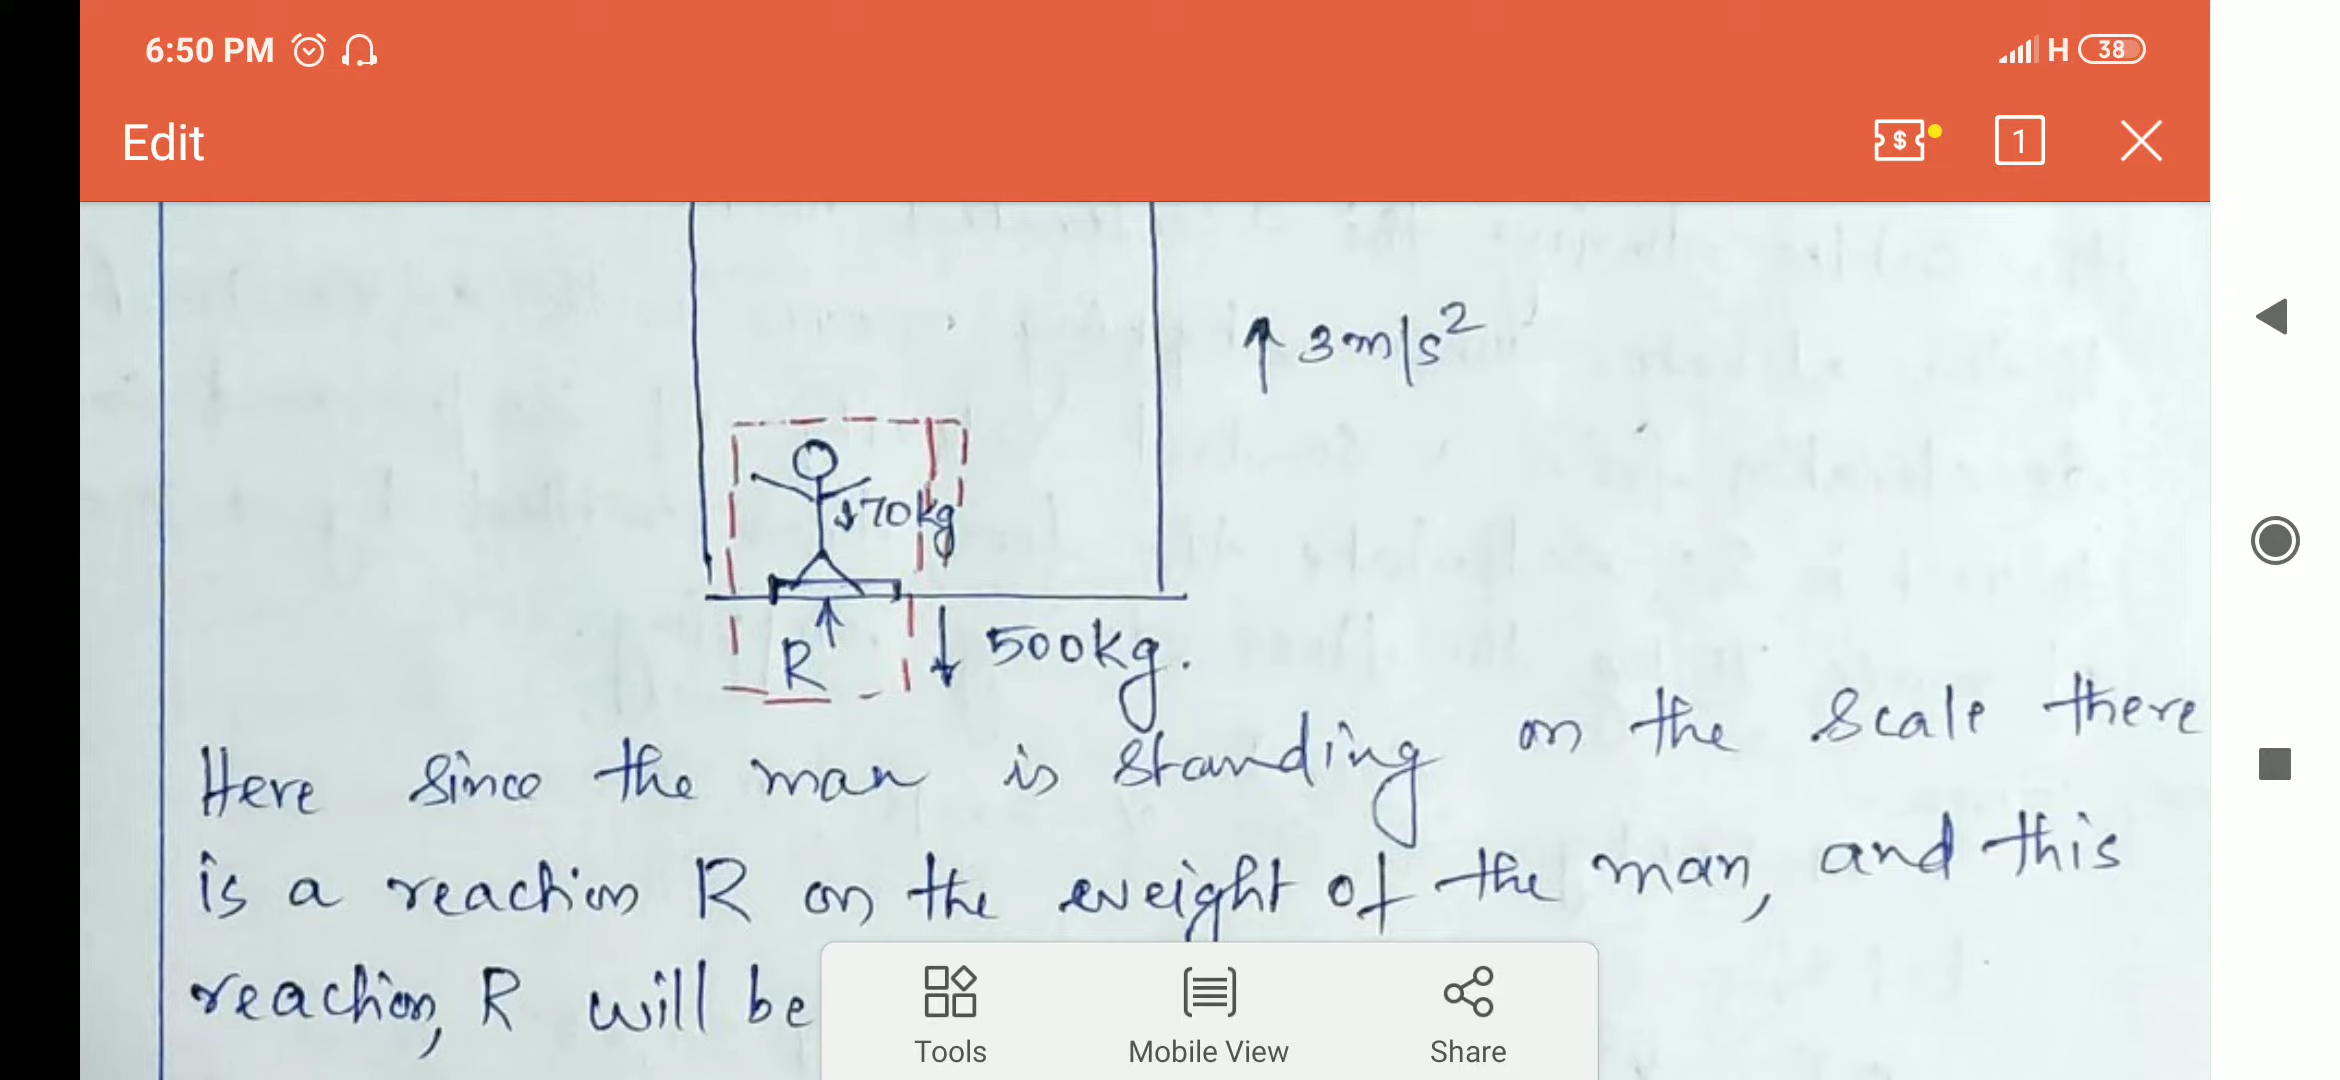 6:50 PM H 38
Edit $ 1
3m/s²
70kg
R
500kg.
Here since the man is standing on the scale there
is a reaction R on the weight of the man, and this
reaction, R will be
Tools Mobile View Share